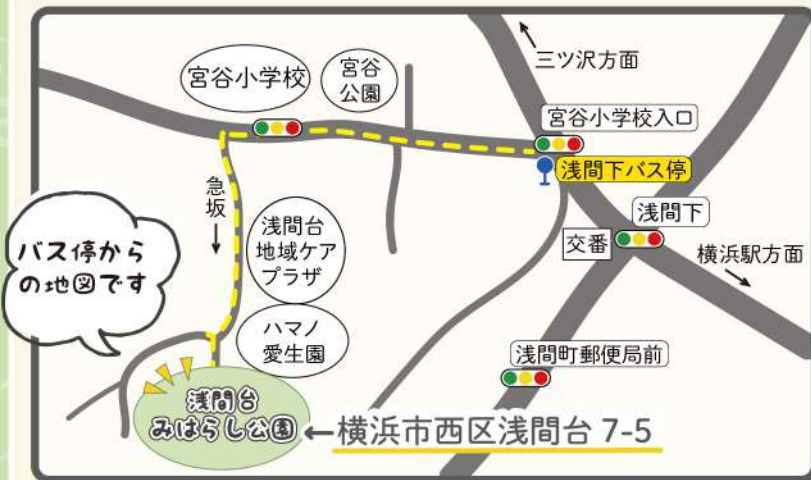 三ツ沢方面
宮谷小学校
宮谷
公園
宮谷小学校入口
浅間下バス停
急坂
↓
浅間台
地域ケア
プラザ
浅間下
交番
横浜駅方面
バス停から
の地図です
ハマノ
愛生園
浅間町郵便局前
浅間台
みはらし公園
←横浜市西区浅間台 7-5